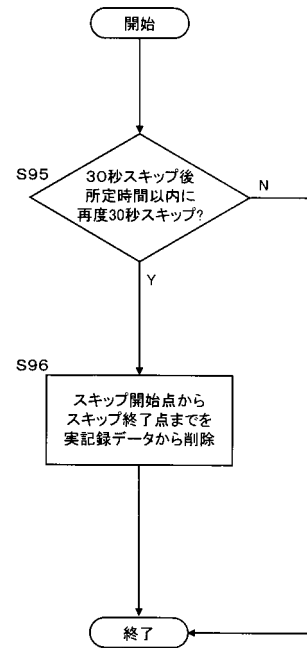 開始
S95
30秒スキップ後
所定時間以内に
再度30秒スキップ?
N
Y
S96
スキップ開始点から
スキップ終了点までを
実記録データから削除
終了